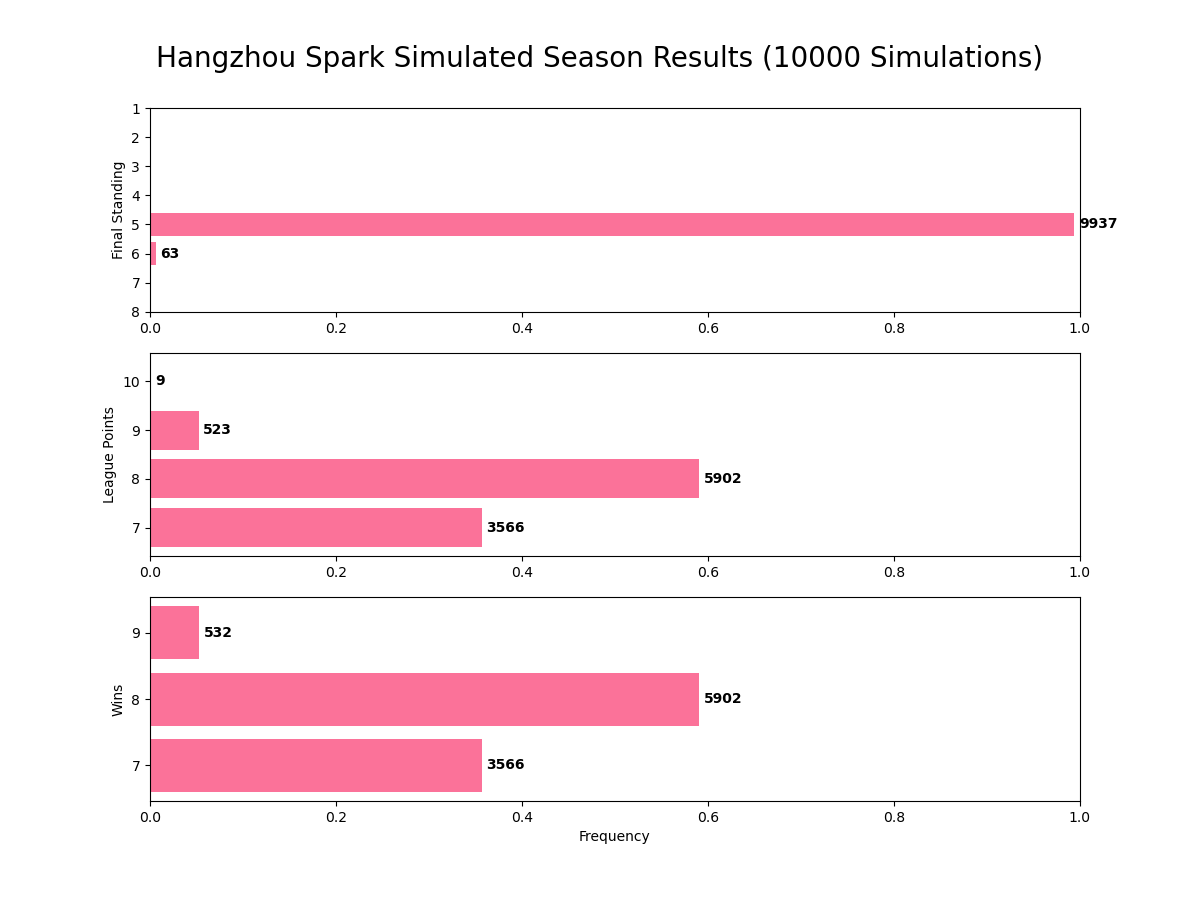 Hangzhou Spark Simulated Season Results (10000 Simulations)
Final Standing
1
2
3
4
5 9937
6 63
7
8
0.0 0.2 0.4 0.6 0.8 1.0
League Points
10 9
9 523
8 5902
7 3566
0.0 0.2 0.4 0.6 0.8 1.0
Wins
9 532
8 5902
7 3566
0.0 0.2 0.4 0.6 0.8 1.0
Frequency